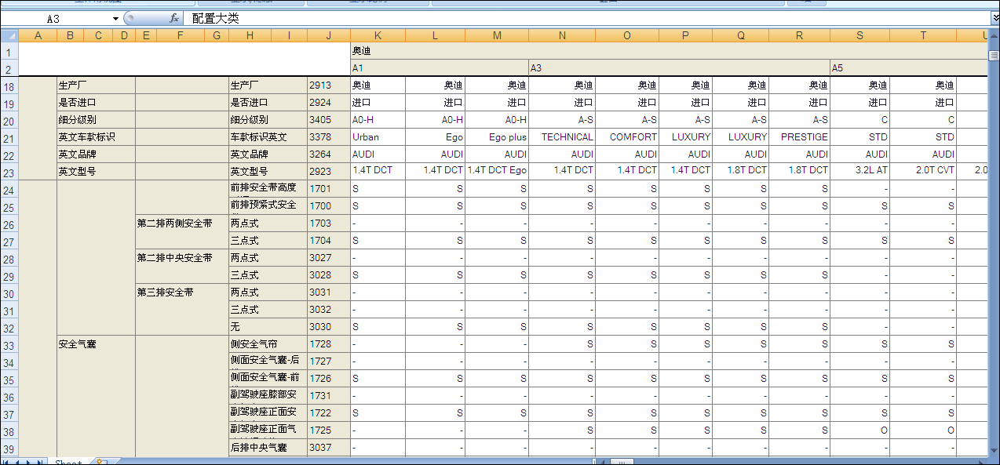 A3 fx 配置大类
A B C D E F G H I J K L M N O P Q R S T U
1 奥迪
2 A1 A3 A5
18 生产厂 生产厂 2913 奥迪 奥迪 奥迪 奥迪 奥迪 奥迪 奥迪 奥迪 奥迪 奥迪
19 是否进口 是否进口 2924 进口 进口 进口 进口 进口 进口 进口 进口 进口 进口
20 细分级别 细分级别 3405 A0-H A0-H A0-H A-S A-S A-S A-S A-S C C
21 英文车款标识 车款标识英文 3378 Urban Ego Ego plus TECHNICAL COMFORT LUXURY LUXURY PRESTIGE STD STD
22 英文品牌 英文品牌 3264 AUDI AUDI AUDI AUDI AUDI AUDI AUDI AUDI AUDI AUDI
23 英文型号 英文型号 2923 1.4T DCT 1.4T DCT 1.4T DCT Ego 1.4T DCT 1.4T DCT 1.4T DCT 1.8T DCT 1.8T DCT 3.2L AT 2.0T CVT 2.0
24 前排安全带高度 1701 S S S S S S S S - -
25 前排预紧式安全 1700 S S S S S S S S S S
26 第二排两侧安全带 两点式 1703 - - - - - - - - - -
27 三点式 1704 S S S S S S S S S S
28 第二排中央安全带 两点式 3027 - - - - - - - - - -
29 三点式 3028 S S S S S S S S - -
30 第三排安全带 两点式 3031 - - - - - - - - - -
31 三点式 3032 - - - - - - - - - -
32 无 3030 S S S S S S S S - -
33 安全气囊 侧安全气帘 1728 - - - S S S S S S S
34 侧面安全气囊-后 1727 - - - - - - - - - -
35 侧面安全气囊-前 1726 S S S S S S S S S S
36 副驾驶座膝部安 1731 - - - - - - - - - -
37 副驾驶座正面安 1722 S S S S S S S S S S
38 副驾驶座正面气 1725 - - - S S S S S O O
39 后排中央气囊 3037 - - - - - - - - - -
Sheet